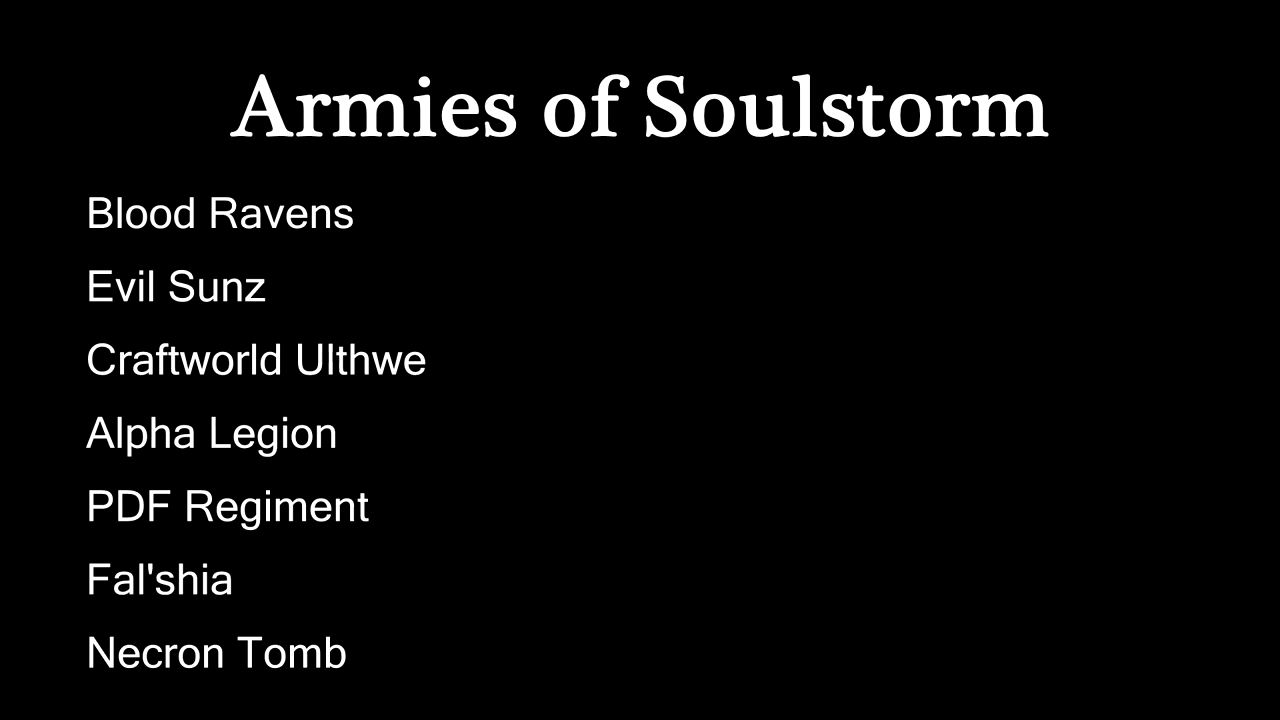 Armies of Soulstorm
Blood Ravens
Evil Sunz
Craftworld Ulthwe
Alpha Legion
PDF Regiment
Fal'shia
Necron Tomb